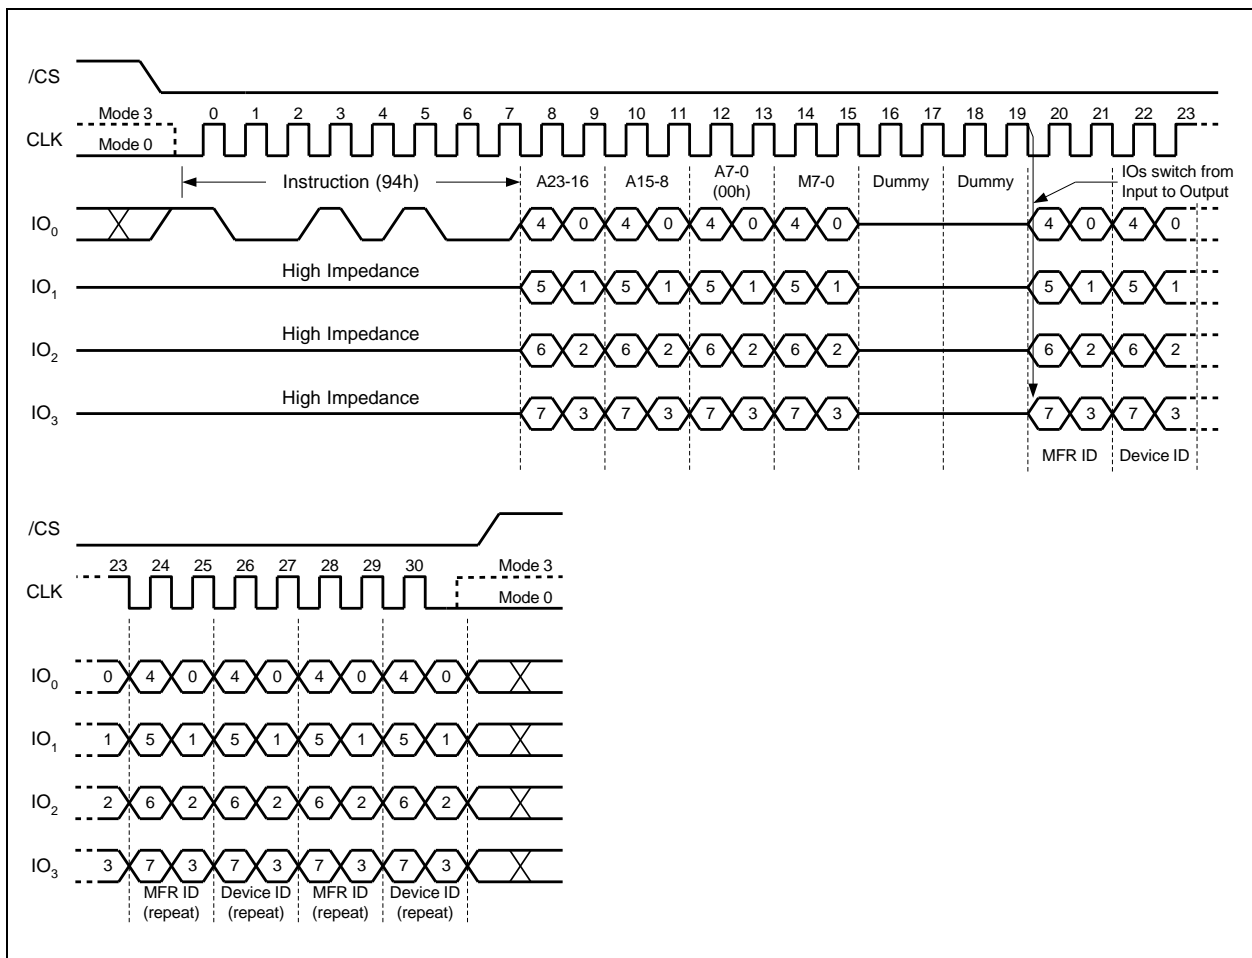 /CS
Mode 3 0 1 2 3 4 5 6 7 8 9 10 11 12 13 14 15 16 17 18 19 20 21 22 23
CLK
Mode 0
Instruction (94h) A23-16 A15-8 A7-0 (00h) M7-0 Dummy Dummy
IOs switch from
Input to Output
IO0 4 0 4 0 4 0 4 0 4 0 4 0
High Impedance
IO1 5 1 5 1 5 1 5 1 5 1 5 1
High Impedance
IO2 6 2 6 2 6 2 6 2 6 2 6 2
High Impedance
IO3 7 3 7 3 7 3 7 3 7 3 7 3
MFR ID Device ID
/CS
23 24 25 26 27 28 29 30 Mode 3
CLK
Mode 0
IO0 0 4 0 4 0 4 0 4 0
IO1 1 5 1 5 1 5 1 5 1
IO2 2 6 2 6 2 6 2 6 2
IO3 3 7 3 7 3 7 3 7 3
MFR ID Device ID MFR ID Device ID
(repeat) (repeat) (repeat) (repeat)